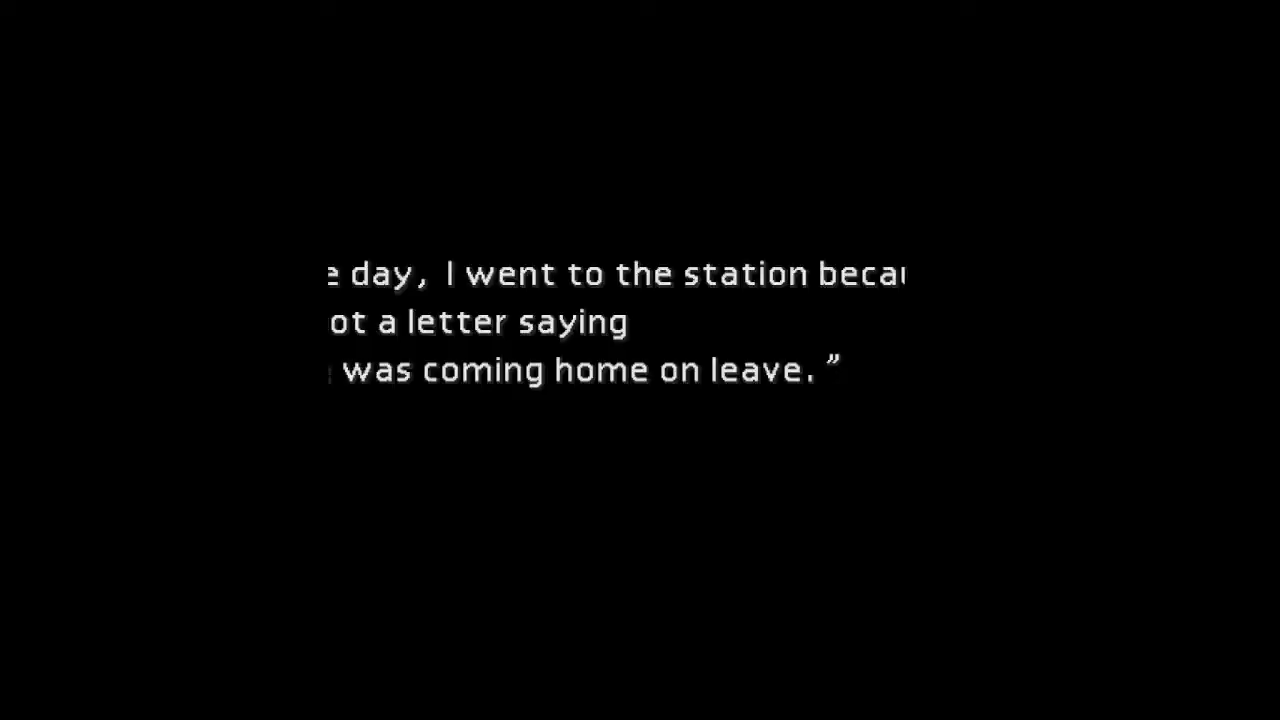 e day, I went to the station becau
ot a letter saying
was coming home on leave.”